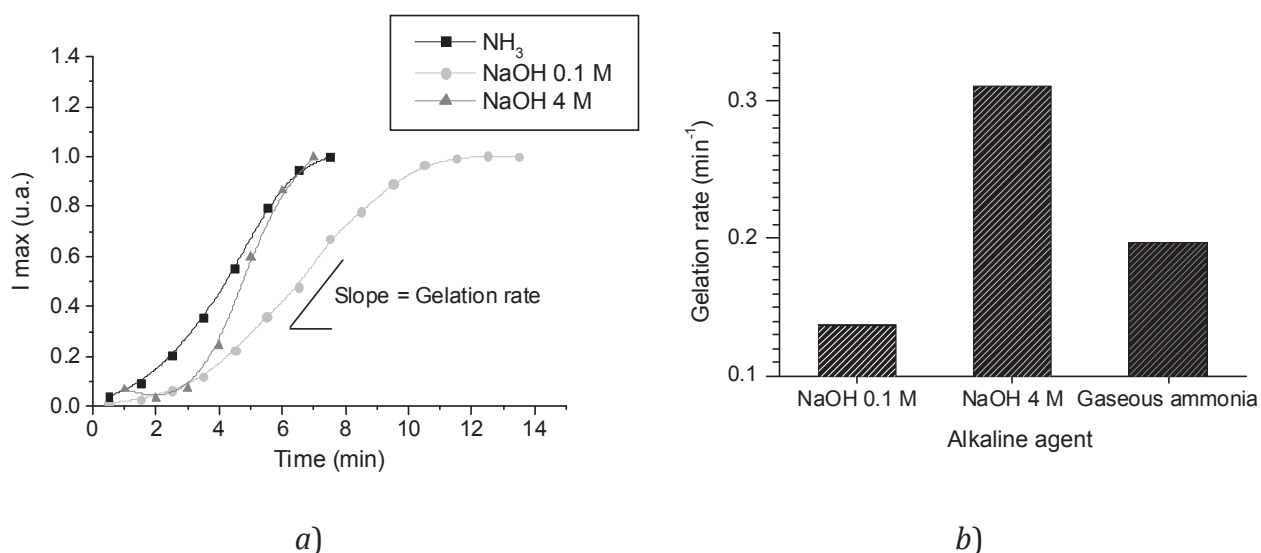 NH3
NaOH 0.1 M
NaOH 4 M
1.4
1.2
1.0
0.8
0.6
0.4
0.2
0.0
I max (u.a.)
Slope = Gelation rate
0 2 4 6 8 10 12 14
Time (min)
a)
0.3
0.2
0.1
Gelation rate (min-1)
NaOH 0.1 M NaOH 4 M Gaseous ammonia
Alkaline agent
b)